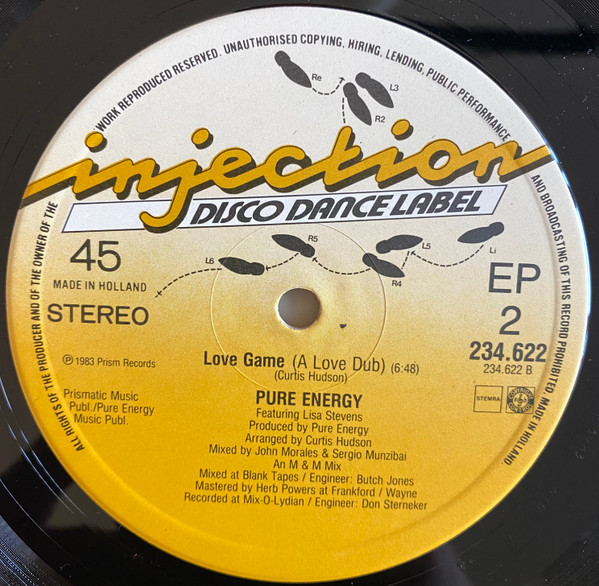 ALL RIGHTS OF THE PRODUCER AND OF THE OWNER OF THE WORK REPRODUCED RESERVED. UNAUTHORISED COPYING, HIRING, LENDING, PUBLIC PERFORMANCE AND BROADCASTING OF THIS RECORD PROHIBITED MADE IN HOLLAND.
Re
L3
R2
injection
DISCO DANCE LABEL
R5
L5
Li
L6
R4
45
MADE IN HOLLAND
STEREO
EP
2
234.622
234.622 B
STEMRA
Ⓟ 1983 Prism Records
Prismatic Music
Publ./Pure Energy
Music Publ.
Love Game (A Love Dub) (6:48)
(Curtis Hudson)
PURE ENERGY
Featuring Lisa Stevens
Produced by Pure Energy
Arranged by Curtis Hudson
Mixed by John Morales & Sergio Munzibai
An M & M Mix
Mixed at Blank Tapes / Engineer: Butch Jones
Mastered by Herb Powers at Frankford / Wayne
Recorded at Mix-O-Lydian / Engineer: Don Sterneker